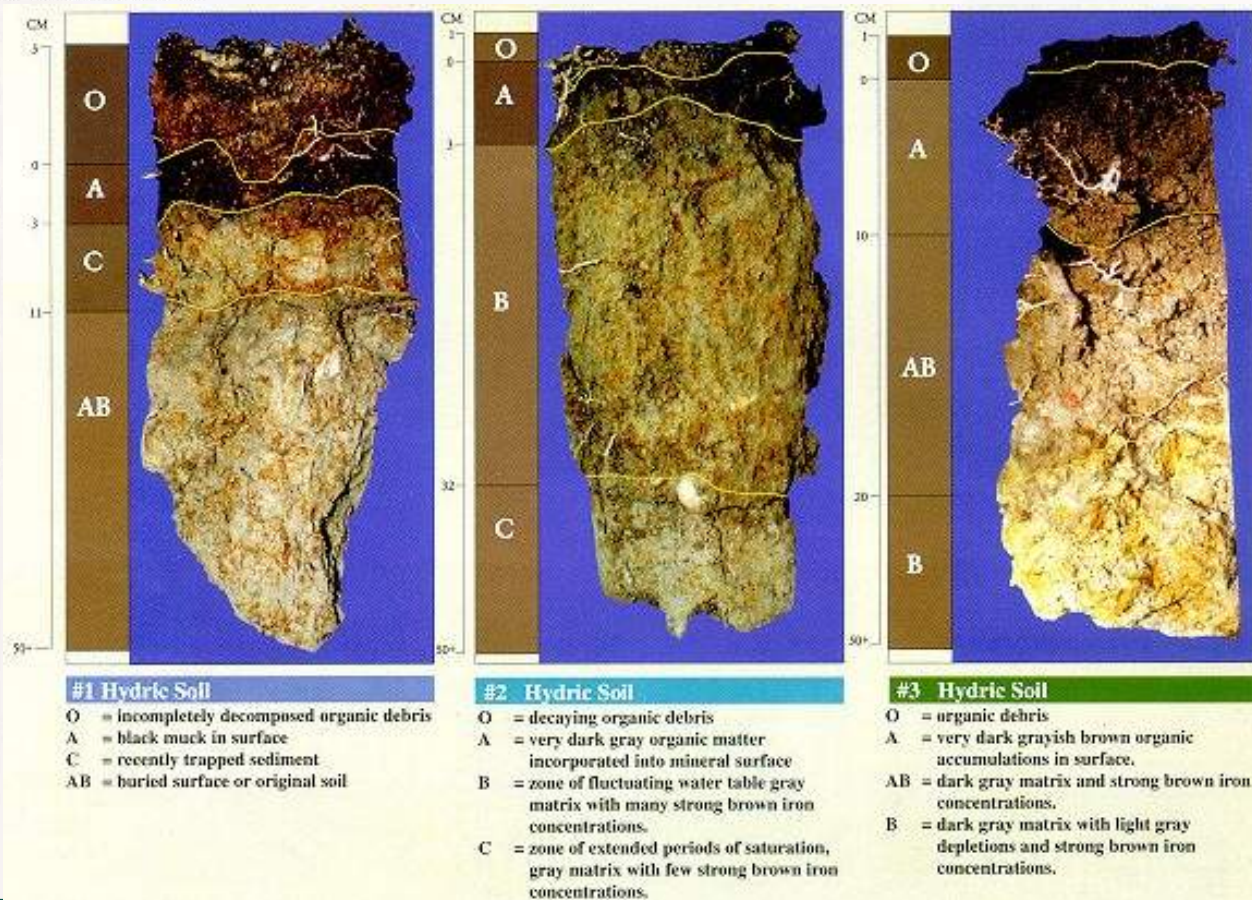 CM
5
O
0
A
3
C
11
AB
50+
#1 Hydric Soil
O = incompletely decomposed organic debris
A = black muck in surface
C = recently trapped sediment
AB = buried surface or original soil
CM
O
0
A
3
B
32
C
50+
#2 Hydric Soil
O = decaying organic debris
A = very dark gray organic matter
incorporated into mineral surface
B = zone of fluctuating water table gray
matrix with many strong brown iron
concentrations.
C = zone of extended periods of saturation,
gray matrix with few strong brown iron
concentrations.
CM
1
O
0
A
10
AB
20
B
50+
#3 Hydric Soil
O = organic debris
A = very dark grayish brown organic
accumulations in surface.
AB = dark gray matrix and strong brown iron
concentrations.
B = dark gray matrix with light gray
depletions and strong brown iron
concentrations.